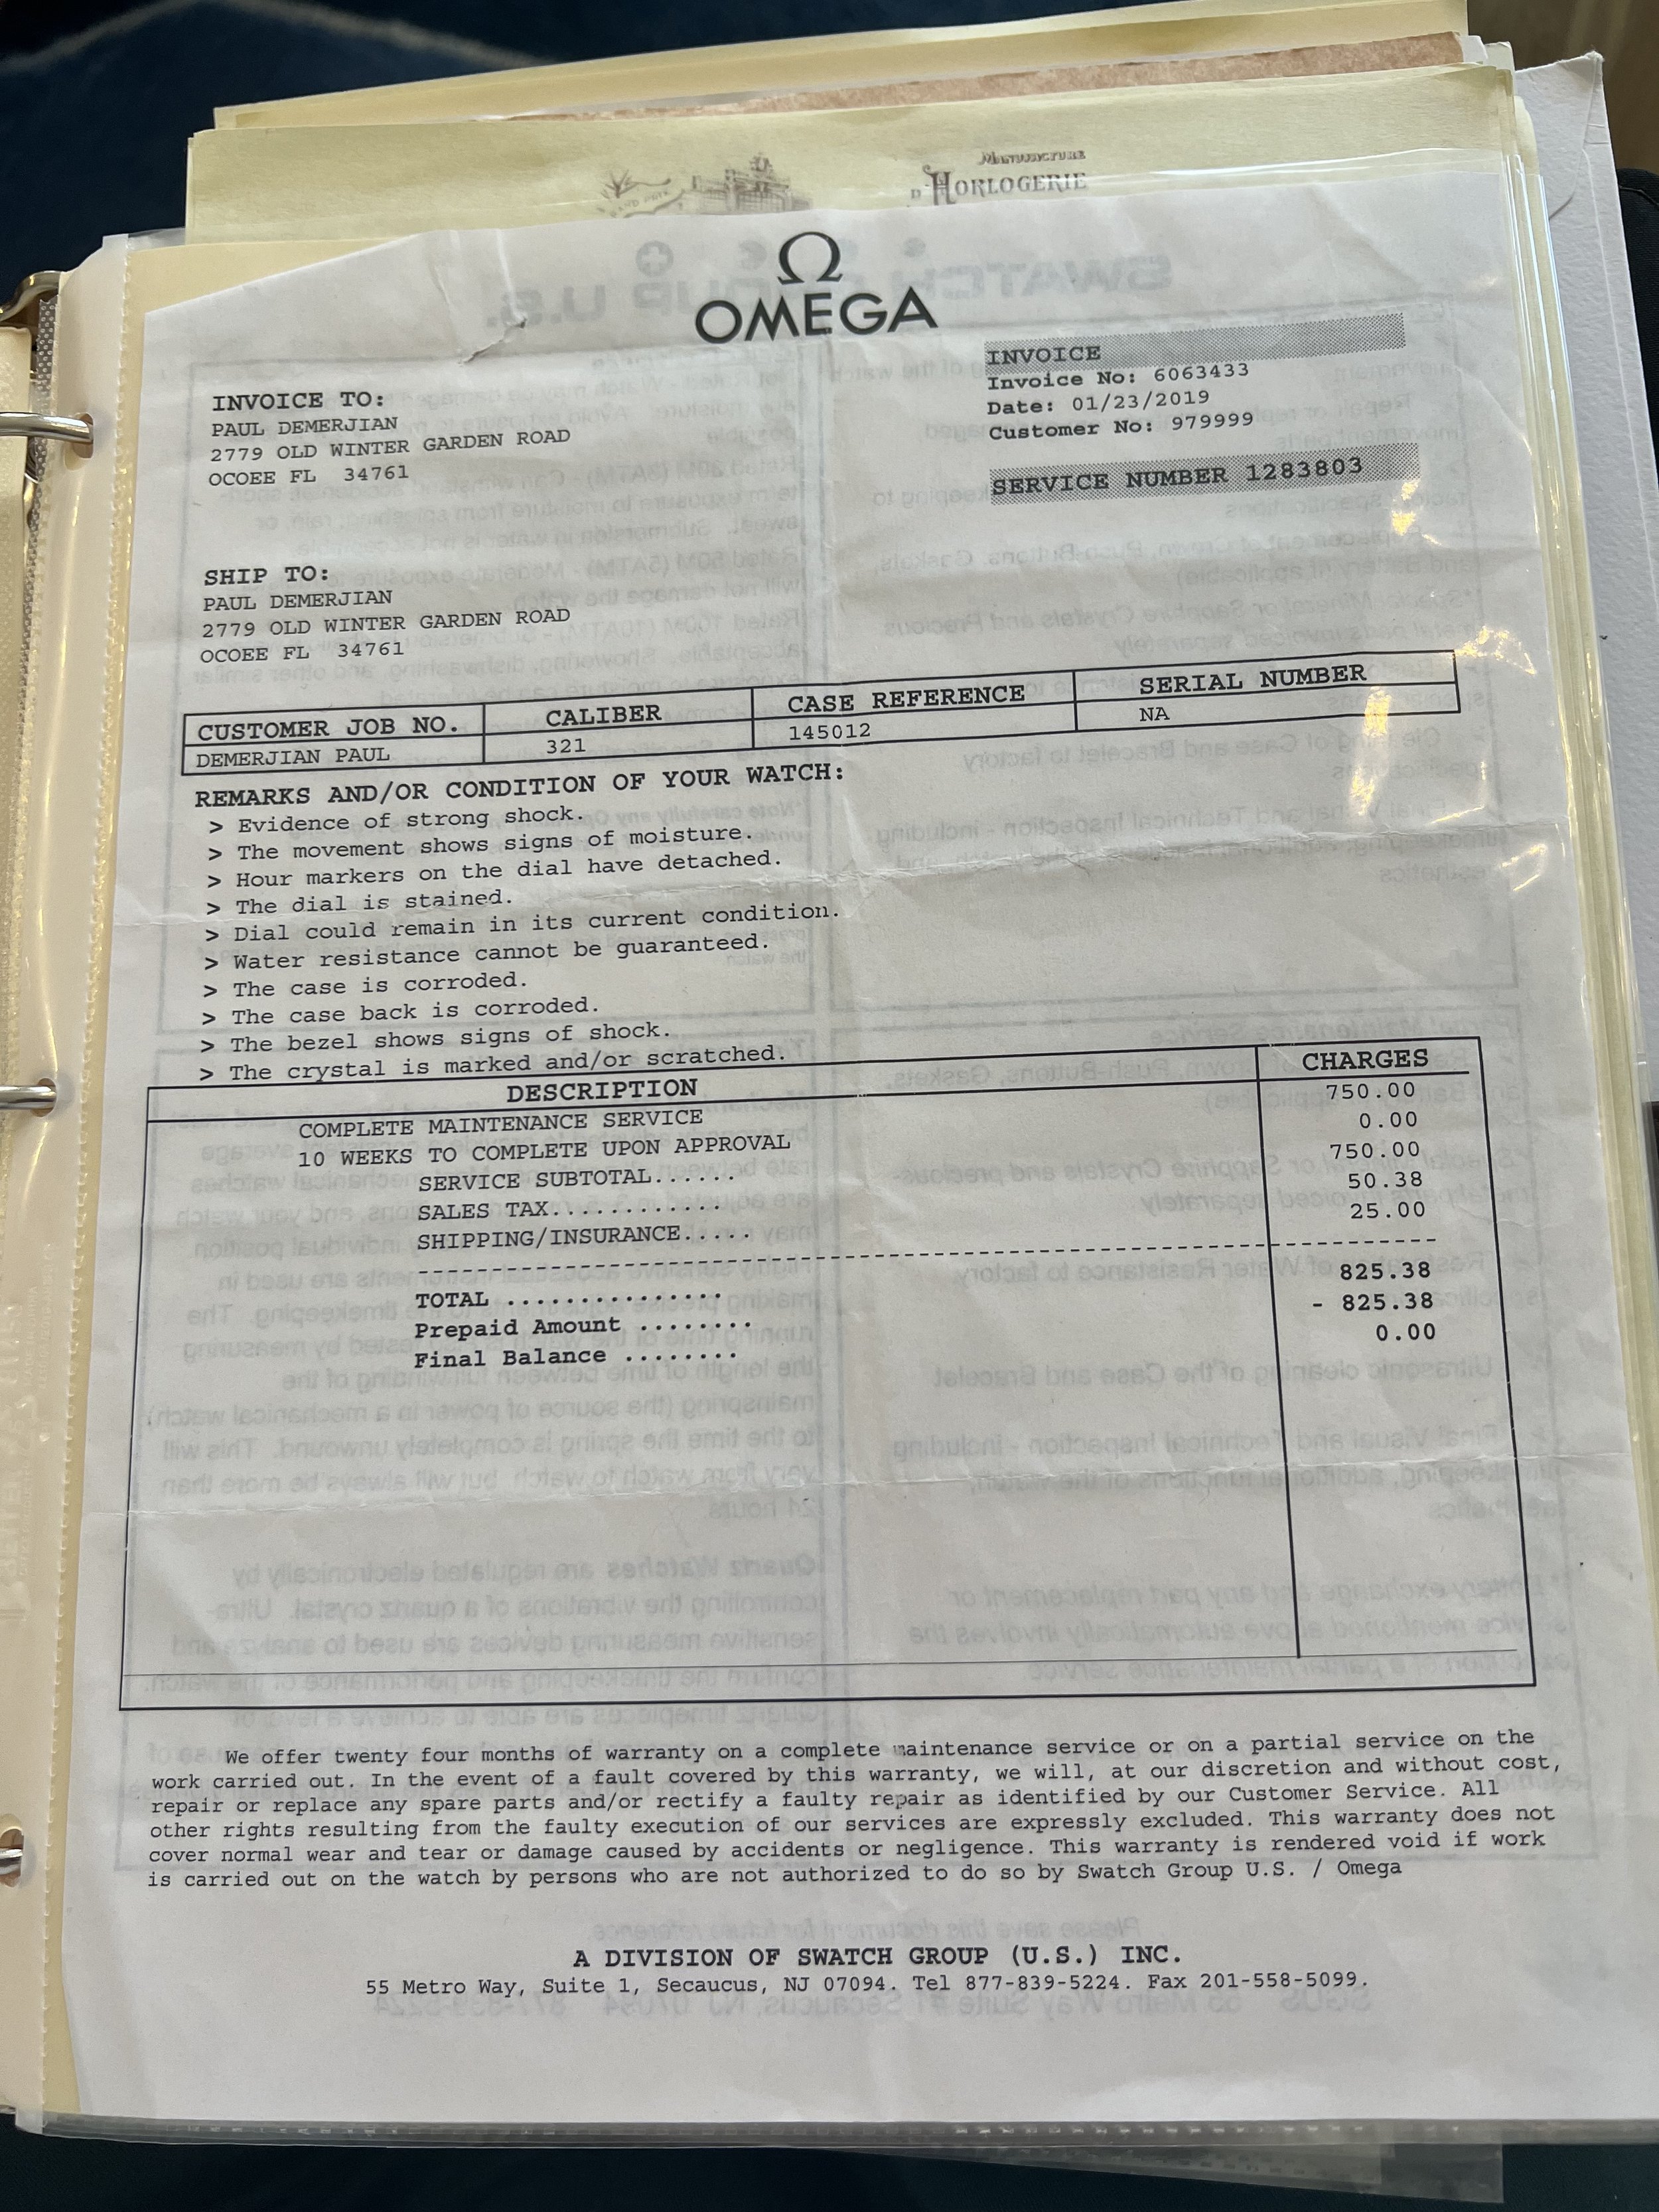 MANUFACTURE
D'HORLOGERIE
Ω
OMEGA
INVOICE
Invoice No: 6063433
Date: 01/23/2019
Customer No: 979999
SERVICE NUMBER 1283803
INVOICE TO:
PAUL DEMERJIAN
2779 OLD WINTER GARDEN ROAD
OCOEE FL 34761
SHIP TO:
PAUL DEMERJIAN
2779 OLD WINTER GARDEN ROAD
OCOEE FL 34761
CUSTOMER JOB NO. CALIBER CASE REFERENCE SERIAL NUMBER
DEMERJIAN PAUL 321 145012 NA
REMARKS AND/OR CONDITION OF YOUR WATCH:
> Evidence of strong shock.
> The movement shows signs of moisture.
> Hour markers on the dial have detached.
> The dial is stained.
> Dial could remain in its current condition.
> Water resistance cannot be guaranteed.
> The case is corroded.
> The case back is corroded.
> The bezel shows signs of shock.
> The crystal is marked and/or scratched.
DESCRIPTION CHARGES
COMPLETE MAINTENANCE SERVICE 750.00
10 WEEKS TO COMPLETE UPON APPROVAL 0.00
SERVICE SUBTOTAL...... 750.00
SALES TAX............ 50.38
SHIPPING/INSURANCE..... 25.00
TOTAL ............... 825.38
Prepaid Amount ........ - 825.38
Final Balance ........ 0.00
We offer twenty four months of warranty on a complete maintenance service or on a partial service on the
work carried out. In the event of a fault covered by this warranty, we will, at our discretion and without cost,
repair or replace any spare parts and/or rectify a faulty repair as identified by our Customer Service. All
other rights resulting from the faulty execution of our services are expressly excluded. This warranty does not
cover normal wear and tear or damage caused by accidents or negligence. This warranty is rendered void if work
is carried out on the watch by persons who are not authorized to do so by Swatch Group U.S. / Omega
A DIVISION OF SWATCH GROUP (U.S.) INC.
55 Metro Way, Suite 1, Secaucus, NJ 07094. Tel 877-839-5224. Fax 201-558-5099.